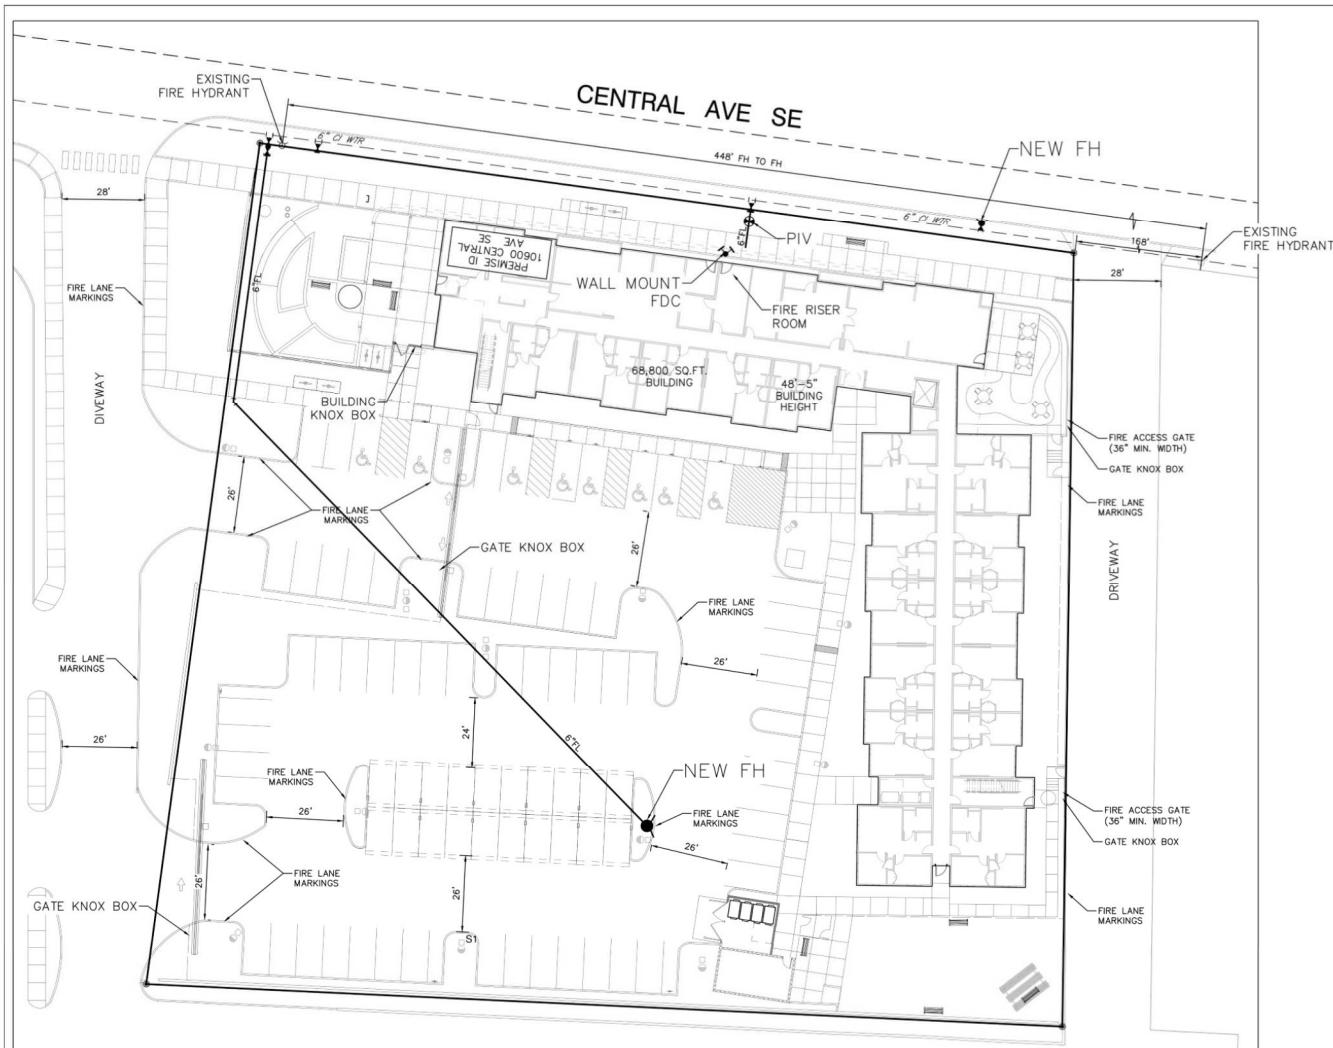 EXISTING
FIRE HYDRANT
CENTRAL AVE SE
6" CI WTR
448' FH TO FH
NEW FH
28'
6" CI WTR
PIV
6"FL
168'
EXISTING
FIRE HYDRANT
PREMISE ID
10600 CENTRAL
AVE SE
WALL MOUNT
FDC
28'
6"FL
FIRE LANE
MARKINGS
FIRE RISER
ROOM
68,800 SQ.FT.
BUILDING
48'-5"
BUILDING
HEIGHT
BUILDING
KNOX BOX
DIVEWAY
FIRE ACCESS GATE
(36" MIN. WIDTH)
GATE KNOX BOX
26'
FIRE LANE
MARKINGS
FIRE LANE
MARKINGS
GATE KNOX BOX
26'
DRIVEWAY
FIRE LANE
MARKINGS
FIRE LANE
MARKINGS
26'
26'
24'
6"FL
NEW FH
FIRE LANE
MARKINGS
26'
FIRE LANE
MARKINGS
FIRE ACCESS GATE
(36" MIN. WIDTH)
GATE KNOX BOX
26'
FIRE LANE
MARKINGS
26'
26'
GATE KNOX BOX
FIRE LANE
MARKINGS
S1